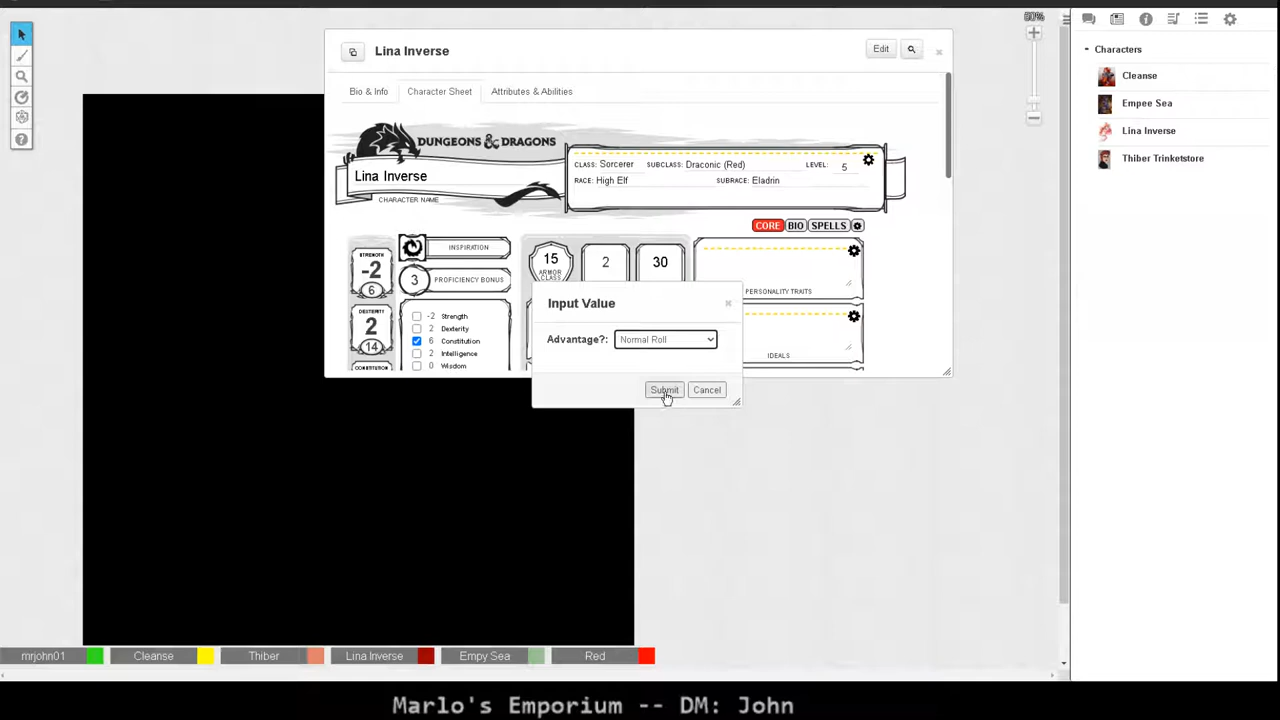 80%
Lina Inverse
Edit
Bio & Info
Character Sheet
Attributes & Abilities
DUNGEONS & DRAGONS
Lina Inverse
CHARACTER NAME
CLASS: Sorcerer
SUBCLASS: Draconic (Red)
LEVEL: 5
RACE: High Elf
SUBRACE: Eladrin
CORE
BIO
SPELLS
STRENGTH
-2
6
DEXTERITY
2
14
INSPIRATION
3
PROFICIENCY BONUS
-2 Strength
2 Dexterity
6 Constitution
2 Intelligence
0 Wisdom
15
ARMOR
CLASS
2
30
PERSONALITY TRAITS
IDEALS
Input Value
Advantage?: Normal Roll
Submit
Cancel
Characters
Cleanse
Empee Sea
Lina Inverse
Thiber Trinketstore
mrjohn01
Cleanse
Thiber
Lina Inverse
Empy Sea
Red
Marlo's Emporium -- DM: John